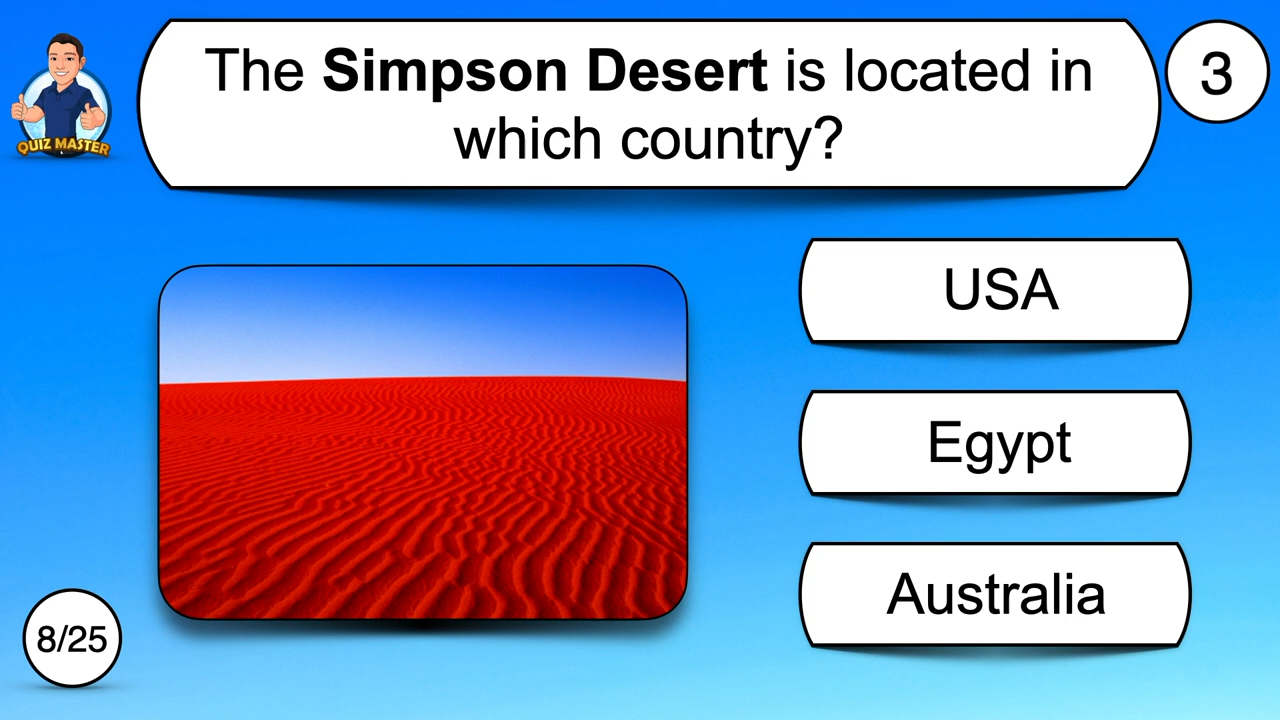 The Simpson Desert is located in
which country?
3
QUIZ MASTER
USA
Egypt
Australia
8/25